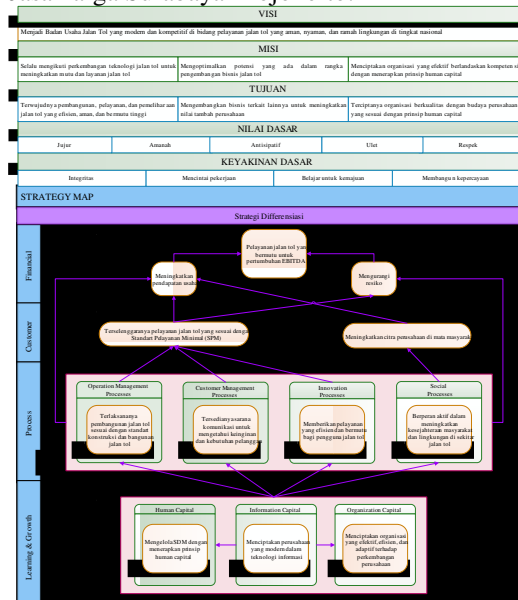 VISI
Menjadi Badan Usaha Jalan Tol yang modern dan kompetitif di bidang pelayanan jalan tol yang aman, nyaman, dan ramah lingkungan di tingkat nasional
MISI
Selalu mengikuti perkembangan teknologi jalan tol untuk
meningkatkan mutu dan layanan jalan tol
Mengoptimalkan potensi yang ada dalam rangka
pengembangan bisnis jalan tol
Menciptakan organisasi yang efektif berlandaskan kompetensi
dengan menerapkan prinsip human capital
TUJUAN
Terwujudnya pembangunan, pelayanan, dan pemeliharaan
jalan tol yang efisien, aman, dan bermutu tinggi
Mengembangkan bisnis terkait lainnya untuk meningkatkan
nilai tambah perusahaan
Terciptanya organisasi berkualitas dengan budaya perusahaan
yang sesuai dengan prinsip human capital
NILAI DASAR
Jujur
Amanah
Antisipatif
Ulet
Respek
KEYAKINAN DASAR
Integritas
Mencintai pekerjaan
Belajar untuk kemajuan
Membangun kepercayaan
STRATEGY MAP
Strategi Differensiasi
Financial
Pelayanan jalan tol yan
bermutu untuk
pertumbuhan EBITDA
Meningkatkan
pendapatan usaha
Mengurangi
resiko
Customer
Terselenggaranya pelayanan jalan tol yang sesuai dengan
Standart Pelayanan Minimal (SPM)
Meningkatkan citra perusahaan di mata masyarak
Process
Operation Management
Processes
Terlaksananya
pembangunan jalan tol
sesuai dengan standart
konstruksi dan bangunan
jalan tol
Customer Management
Processes
Tersedianya sarana
komunikasi untuk
mengetahui keinginan
dan kebutuhan pelanggan
Innovation
Processes
Memberikan pelayanan
yang efisien dan bermutu
bagi pengguna jalan tol
Social
Processes
Berperan aktif dalam
meningkatkan
kesejahteraan masyarakat
dan lingkungan di sekitar
jalan tol
Learning & Growth
Human Capital
Mengelola SDM dengan
menerapkan prinsip
human capital
Information Capital
Menciptakan perusahaan
yang modern dalam
teknologi informasi
Organization Capital
Menciptakan organisasi
yang efektif, efisien, dan
adaptif terhadap
perkembangan
perusahaan